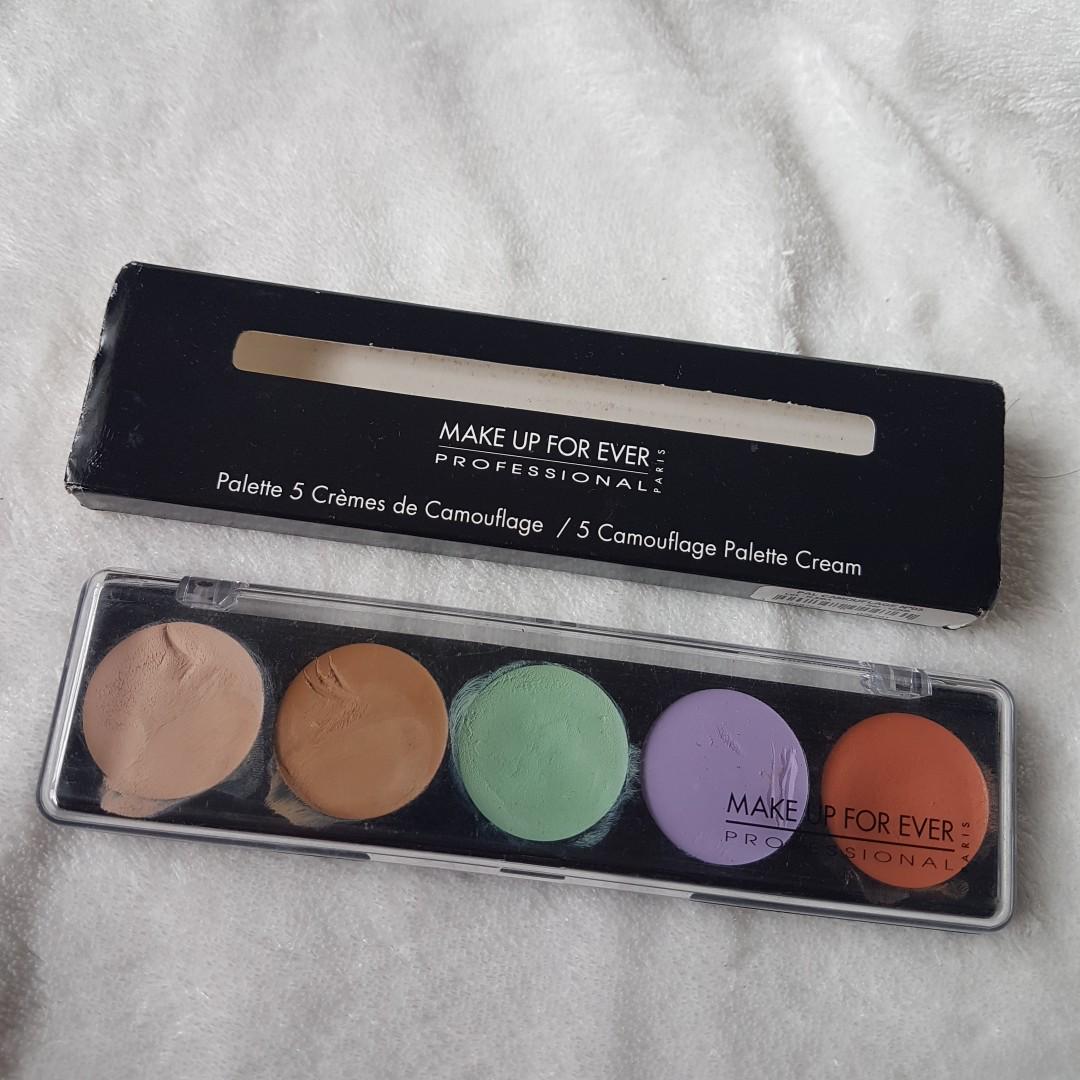 MAKE UP FOR EVER
PROFESSIONAL
PARIS
Palette 5 Crèmes de Camouflage / 5 Camouflage Palette Cream
MAKE UP FOR EVER
PROFESSIONAL
PARIS